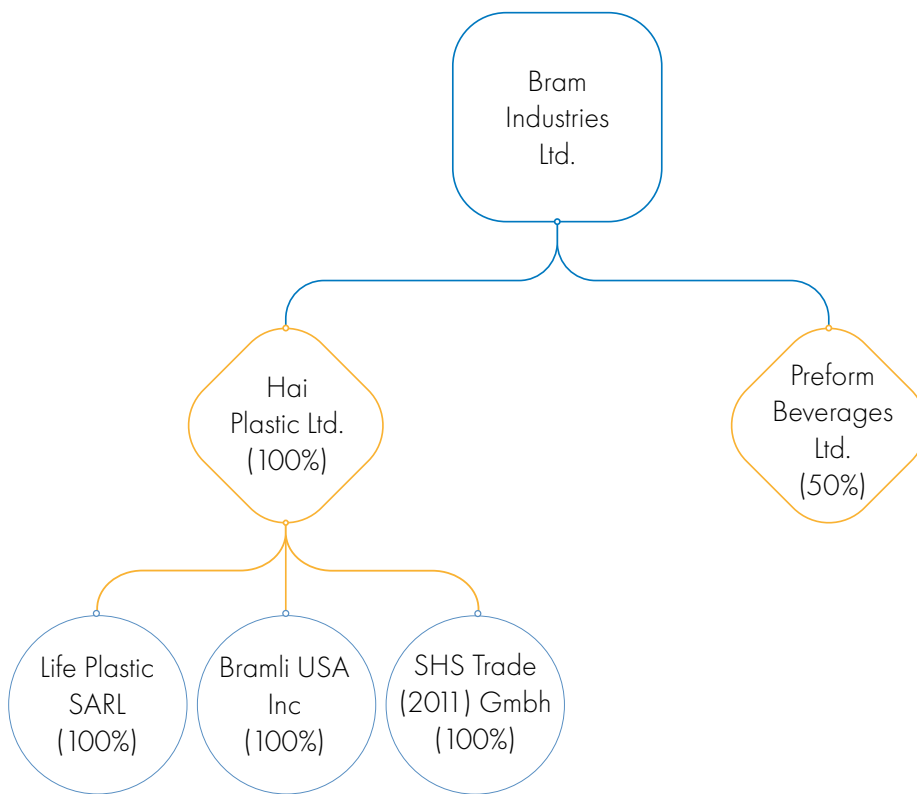 Bram
Industries
Ltd.
Hai
Plastic Ltd.
(100%)
Preform
Beverages
Ltd.
(50%)
Life Plastic
SARL
(100%)
Bramli USA
Inc
(100%)
SHS Trade
(2011) Gmbh
(100%)